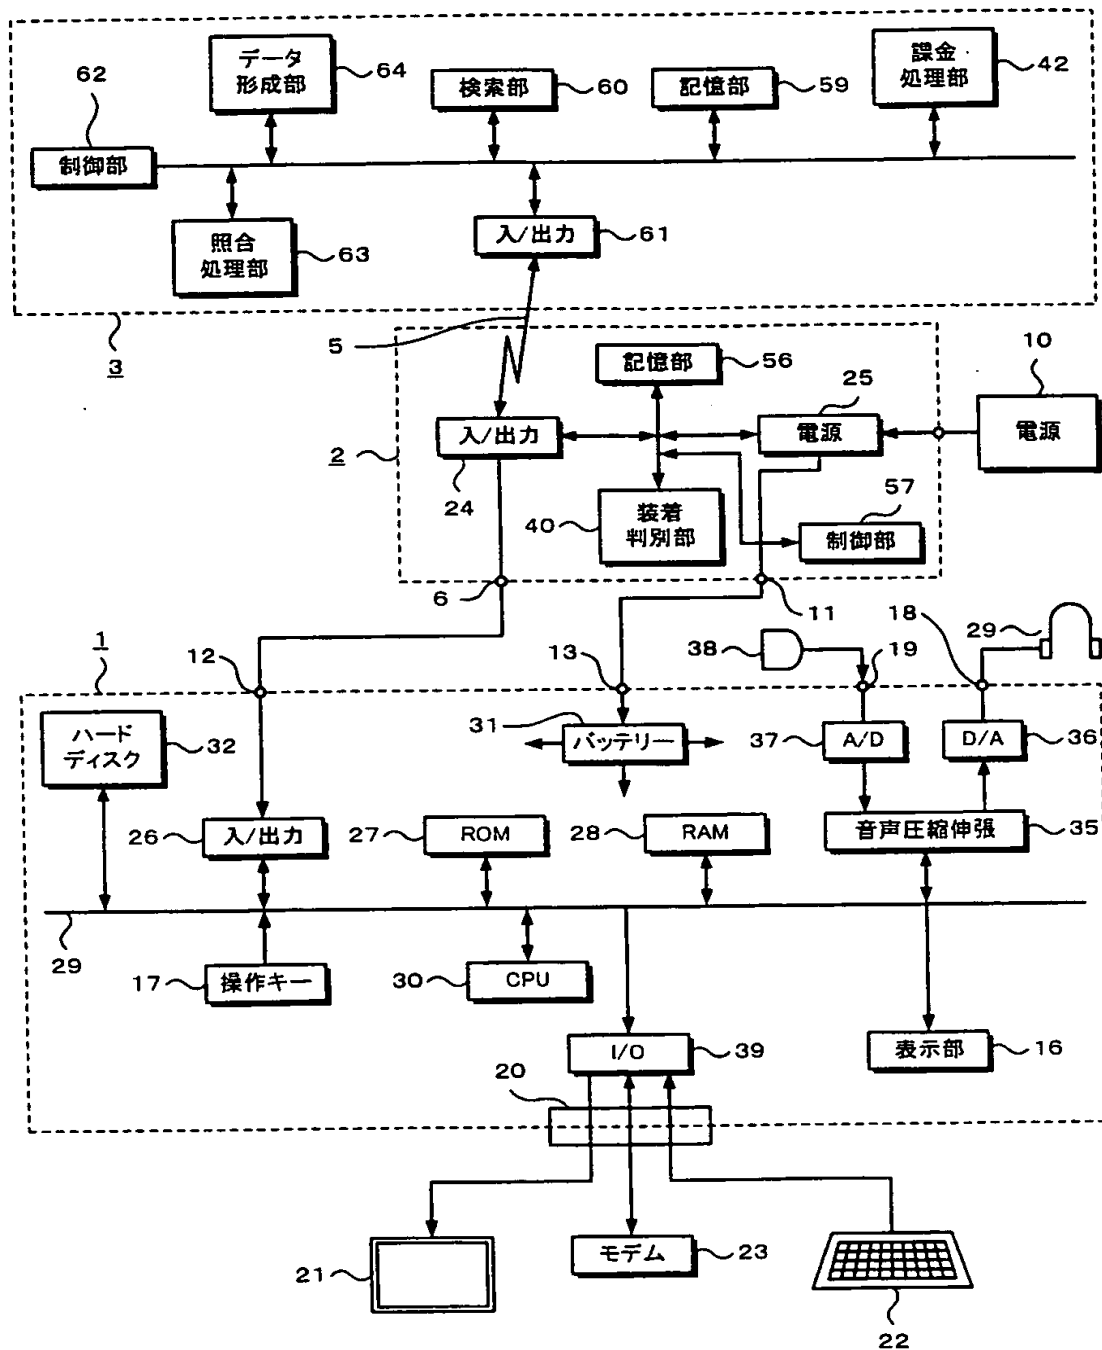 データ
形成部
64
62
検索部
60
記憶部
59
課金
処理部
42
制御部
照合
処理部
63
入/出力
61
3
5
記憶部
56
25
10
入/出力
24
2
電源
電源
40
装着
判別部
57
制御部
6
11
1
12
13
38
19
18
29
ハード
ディスク
32
31
バッテリー
37
A/D
D/A
36
26
入/出力
27
ROM
28
RAM
音声圧縮伸張
35
29
17
操作キー
30
CPU
I/O
39
表示部
16
20
21
モデム
23
22